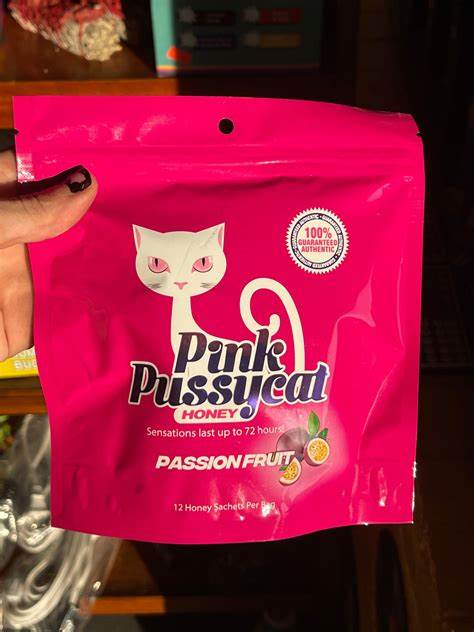 100%
GUARANTEED
AUTHENTIC
Pink
Pussycat
HONEY
Sensations last up to 72 hours!
PASSION FRUIT
12 Honey Sachets Per Bag